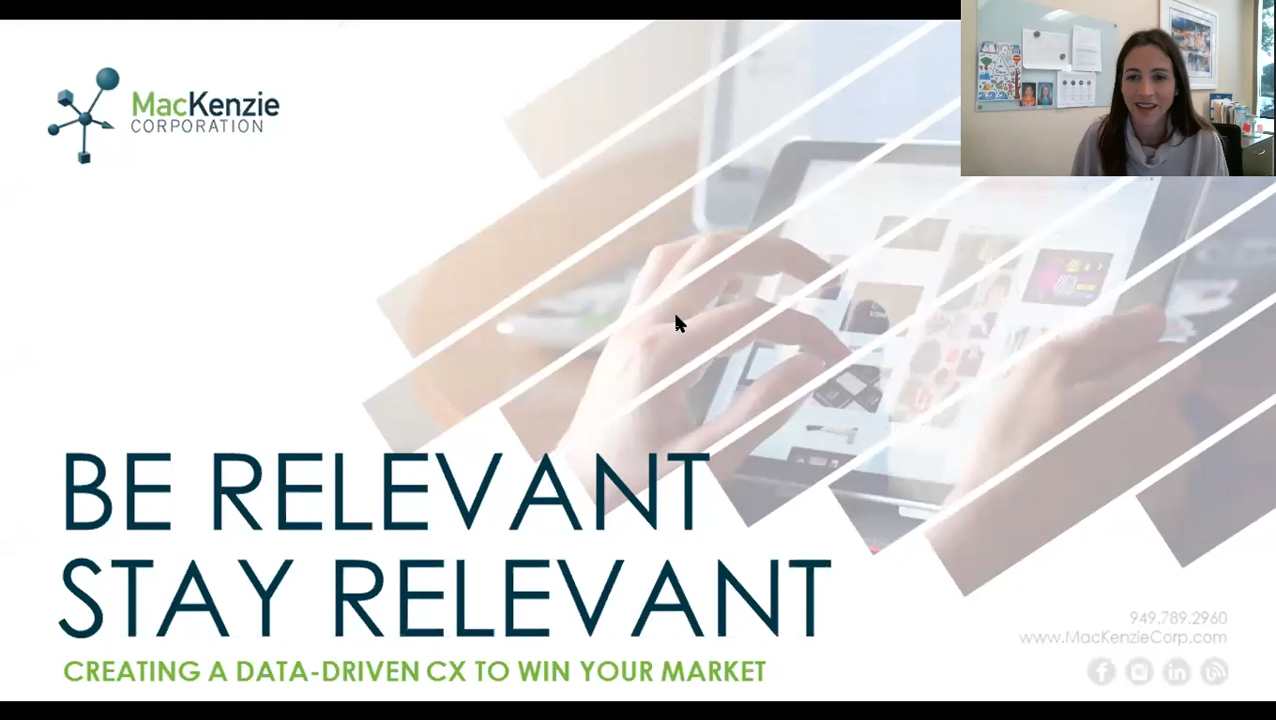 MacKenzie
CORPORATION
BE RELEVANT
STAY RELEVANT
CREATING A DATA-DRIVEN CX TO WIN YOUR MARKET
949.789.2960
www.MacKenzieCorp.com